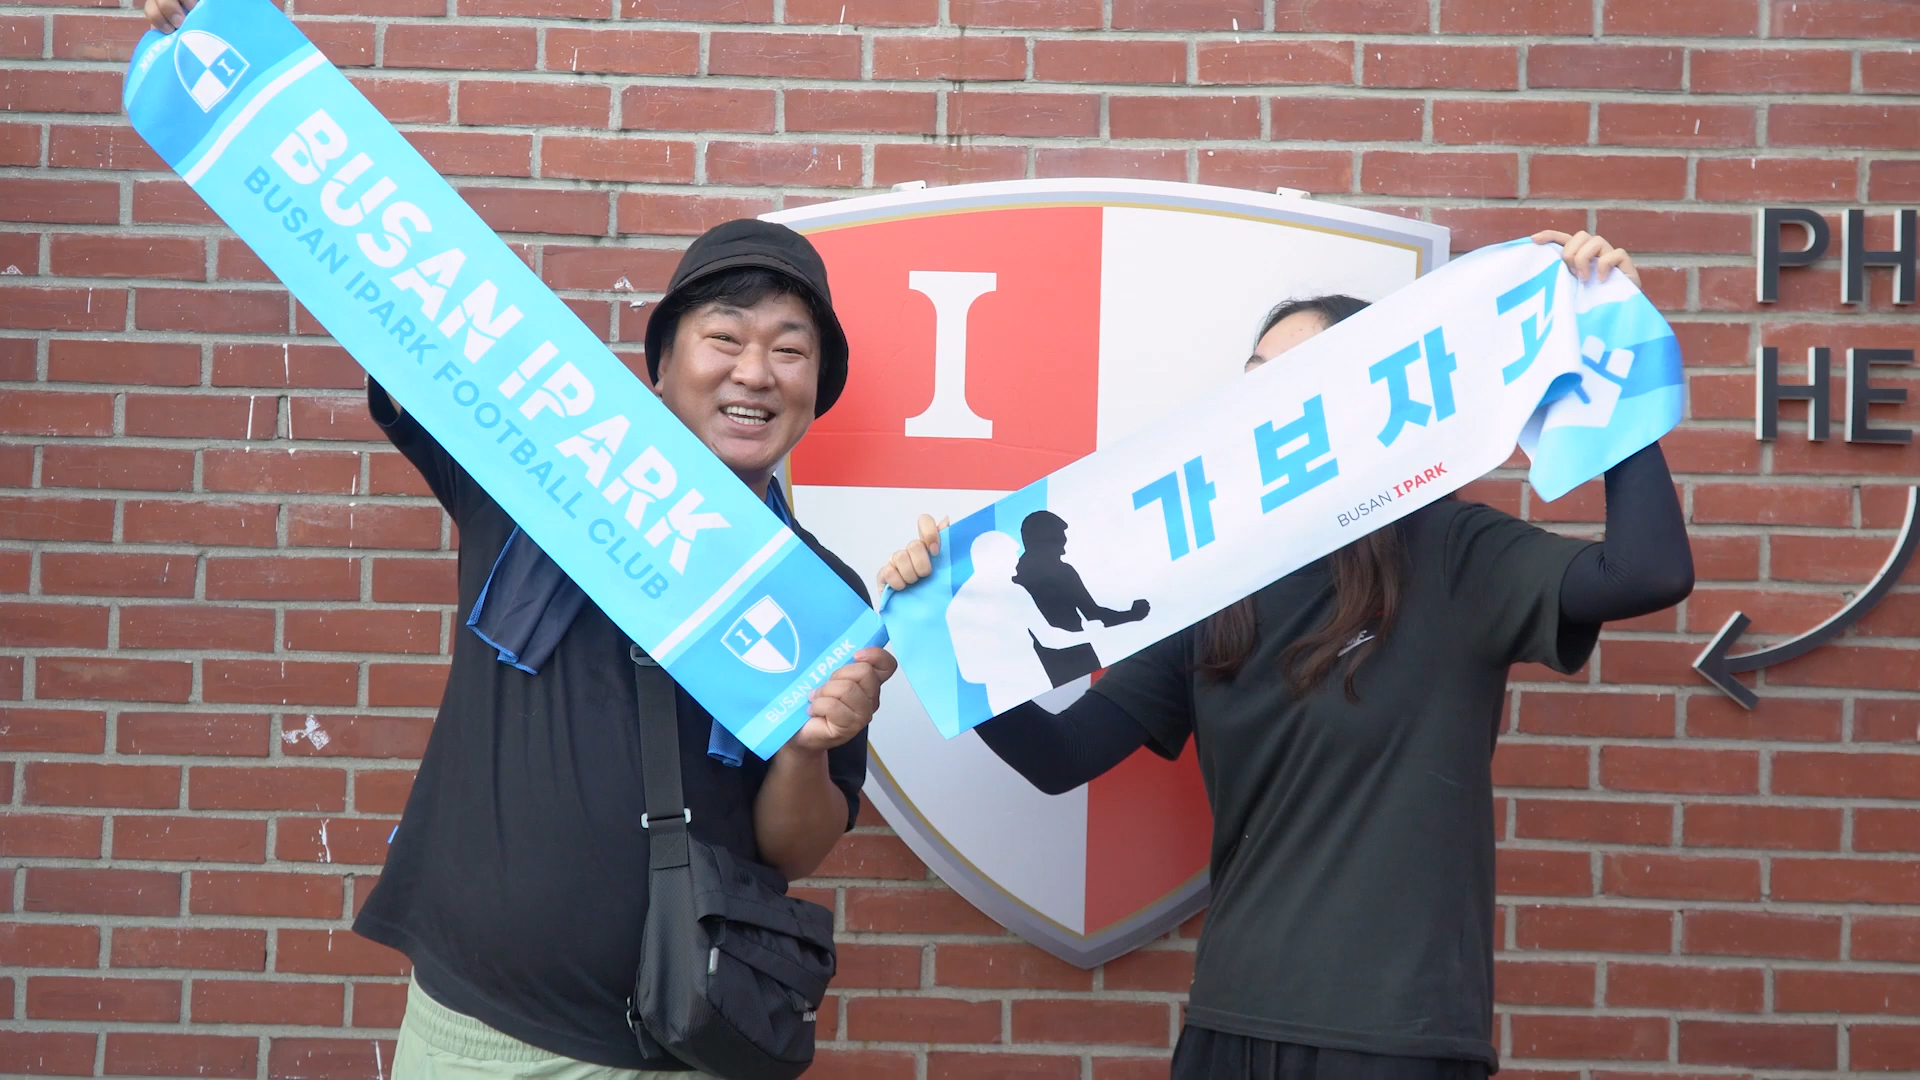 I
BUSAN IPARK
BUSAN IPARK FOOTBALL CLUB
I
BUSAN IPARK
I
가보자고
BUSAN IPARK
PH
HE